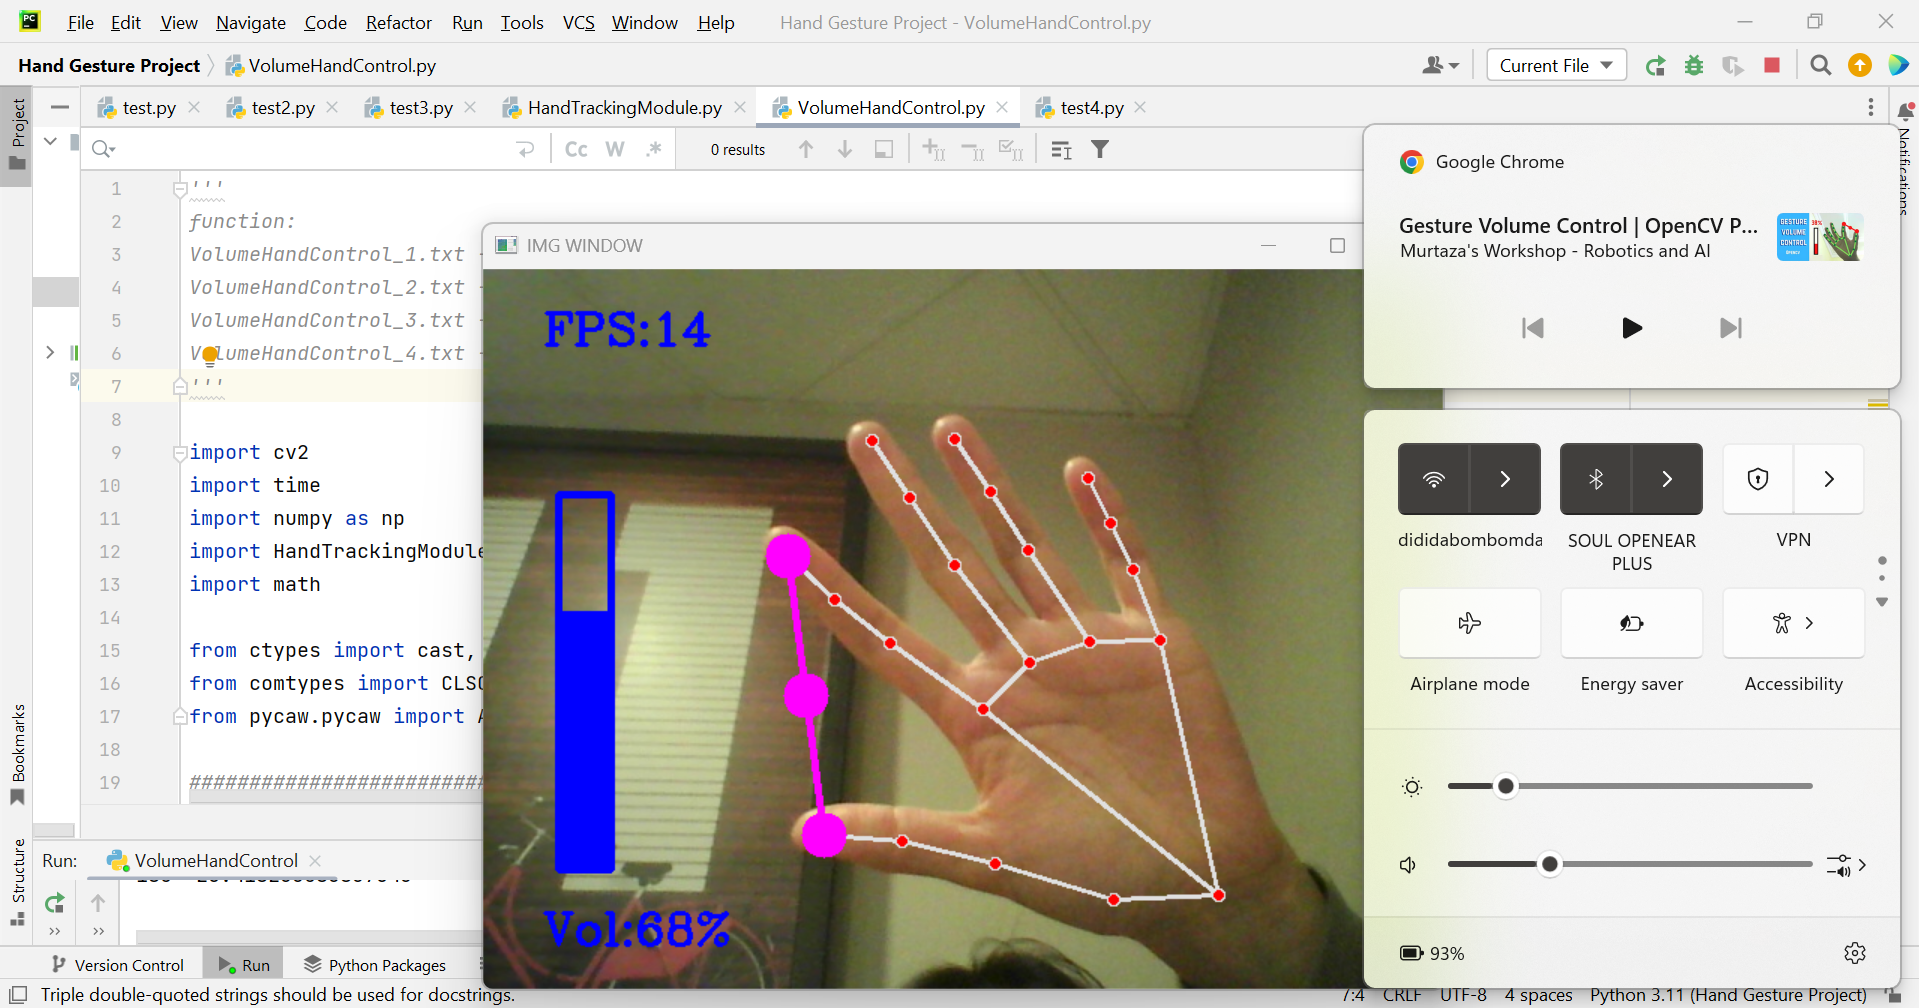 File Edit View Navigate Code Refactor Run Tools VCS Window Help Hand Gesture Project - VolumeHandControl.py
Hand Gesture Project VolumeHandControl.py Current File
Project
test.py test2.py test3.py HandTrackingModule.py VolumeHandControl.py test4.py
Cc W .* 0 results
Notifications
1 '''
2 function:
3 VolumeHandControl_1.txt
4 VolumeHandControl_2.txt
5 VolumeHandControl_3.txt
6 VolumeHandControl_4.txt
7 '''
8
9 import cv2
10 import time
11 import numpy as np
12 import HandTrackingModule
13 import math
14
15 from ctypes import cast,
16 from comtypes import CLSC
17 from pycaw.pycaw import A
18
19 ########################
IMG WINDOW
FPS:14
Vol:68%
Google Chrome
Gesture Volume Control | OpenCV P...
Murtaza's Workshop - Robotics and AI
GESTURE
VOLUME
CONTROL
98%
dididabombomda
SOUL OPENEAR
PLUS
VPN
Airplane mode
Energy saver
Accessibility
93%
Bookmarks
Structure
Run: VolumeHandControl
Version Control Run Python Packages
Triple double-quoted strings should be used for docstrings. 7:4 CRLF UTF-8 4 spaces Python 3.11 (Hand Gesture Project)